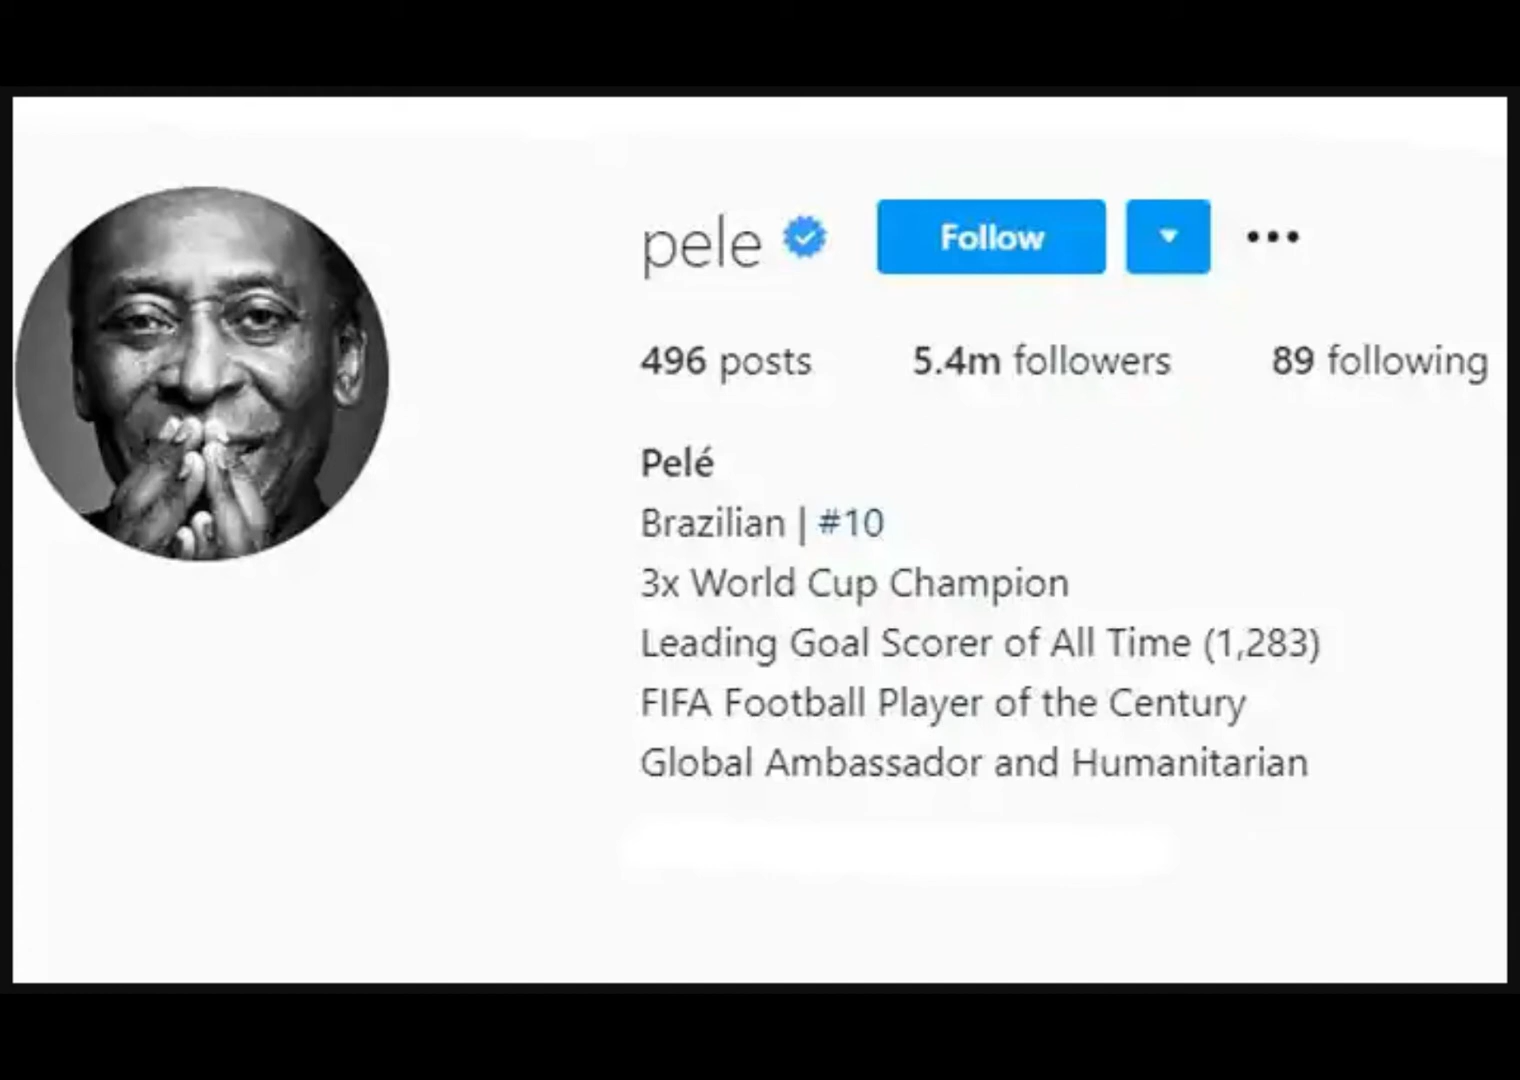 pele Follow
496 posts 5.4m followers 89 following
Pelé
Brazilian | #10
3x World Cup Champion
Leading Goal Scorer of All Time (1,283)
FIFA Football Player of the Century
Global Ambassador and Humanitarian